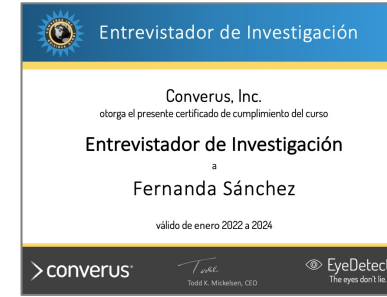 Entrevistador de Investigación
Converus, Inc.
otorga el presente certificado de cumplimiento del curso
Entrevistador de Investigación
a
Fernanda Sánchez
válido de enero 2022 a 2024
converus
Todd K. Mickelsen, CEO
EyeDetect
The eyes don't lie.